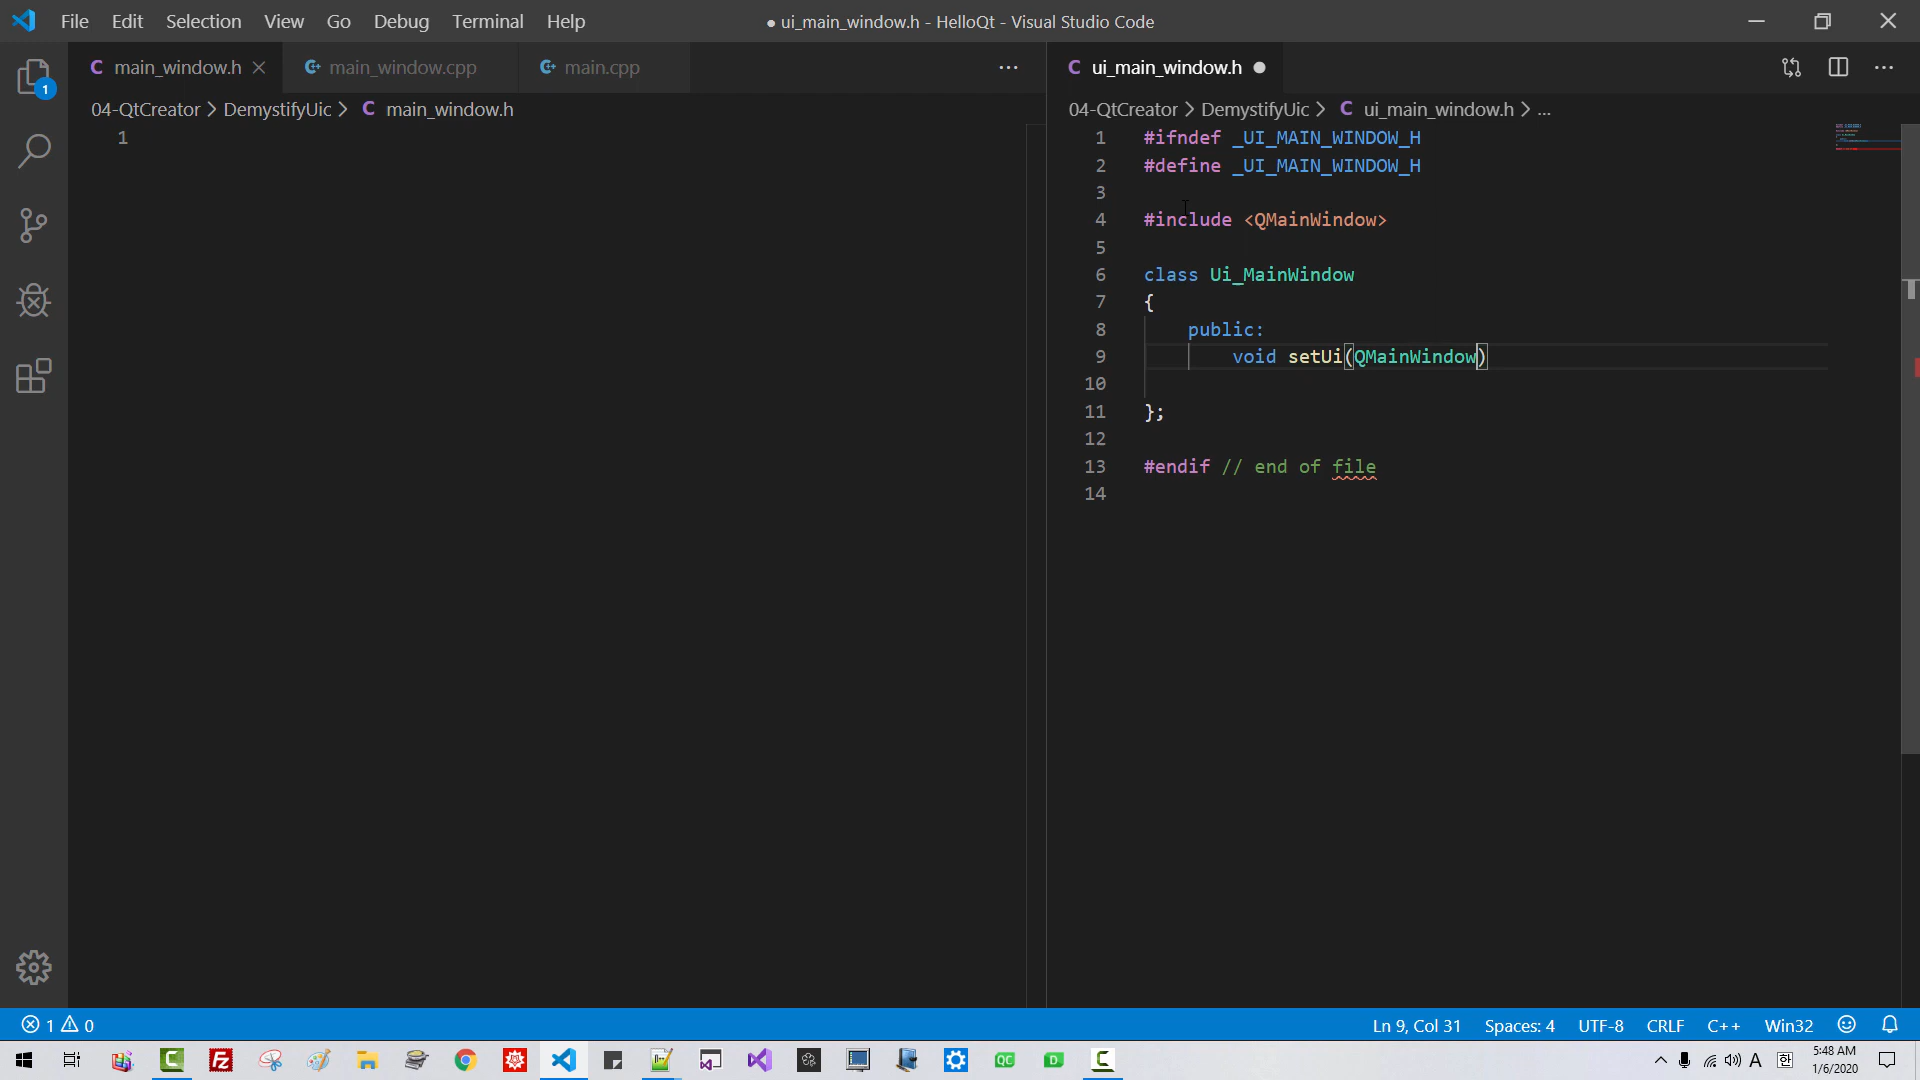 File Edit Selection View Go Debug Terminal Help
● ui_main_window.h - HelloQt - Visual Studio Code
1
C main_window.h
main_window.cpp
main.cpp
04-QtCreator > DemystifyUic > C main_window.h
1
C ui_main_window.h ●
04-QtCreator > DemystifyUic > C ui_main_window.h > ...
1 #ifndef _UI_MAIN_WINDOW_H
2 #define _UI_MAIN_WINDOW_H
3
4 #include <QMainWindow>
5
6 class Ui_MainWindow
7 {
8 public:
9 void setUi(QMainWindow)
10
11 };
12
13 #endif // end of file
14
1 0
Ln 9, Col 31 Spaces: 4 UTF-8 CRLF C++ Win32
QC D
A 한
5:48 AM
1/6/2020